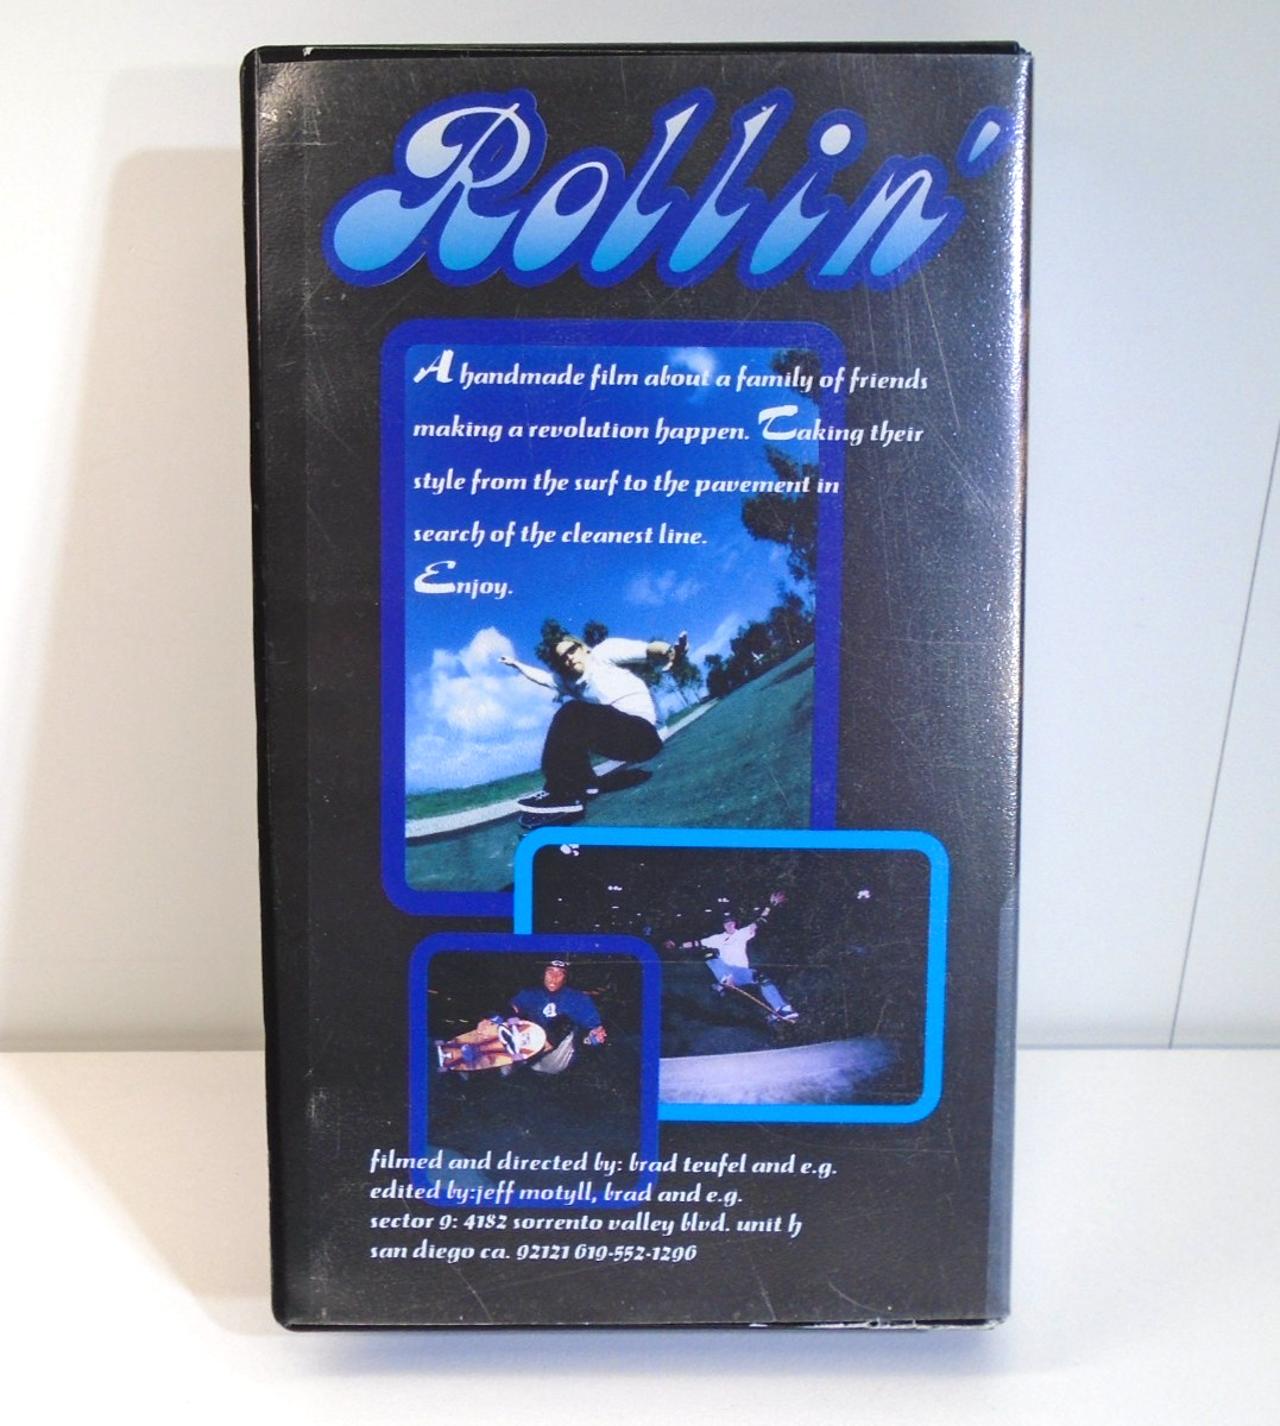 Rollin'
A handmade film about a family of friends
making a revolution happen. Taking their
style from the surf to the pavement in
search of the cleanest line.
Enjoy.
filmed and directed by: brad teufel and e.g.
edited by:jeff motyll, brad and e.g.
sector 9: 4182 sorrento valley blvd. unit h
san diego ca. 92121 619-552-1296